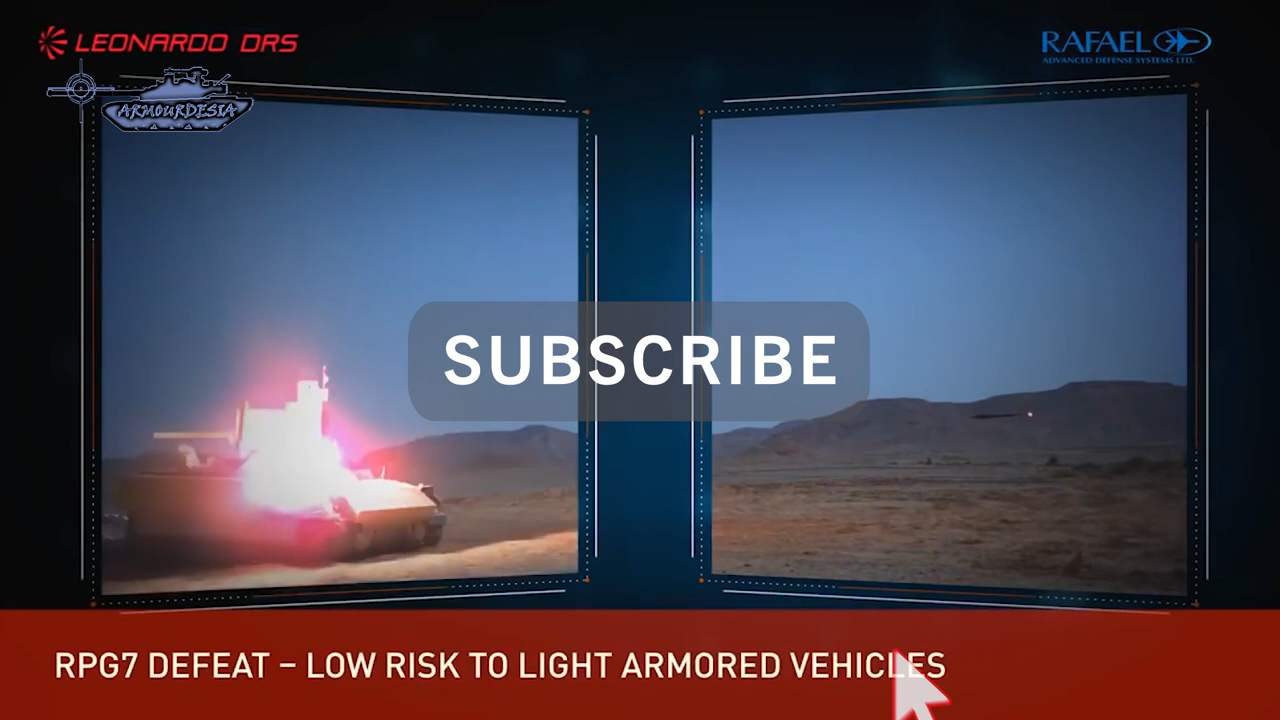 LEONARDO DRS
RAFAEL
ADVANCED DEFENSE SYSTEMS LTD.
ARMOURDESIA
SUBSCRIBE
RPG7 DEFEAT – LOW RISK TO LIGHT ARMORED VEHICLES